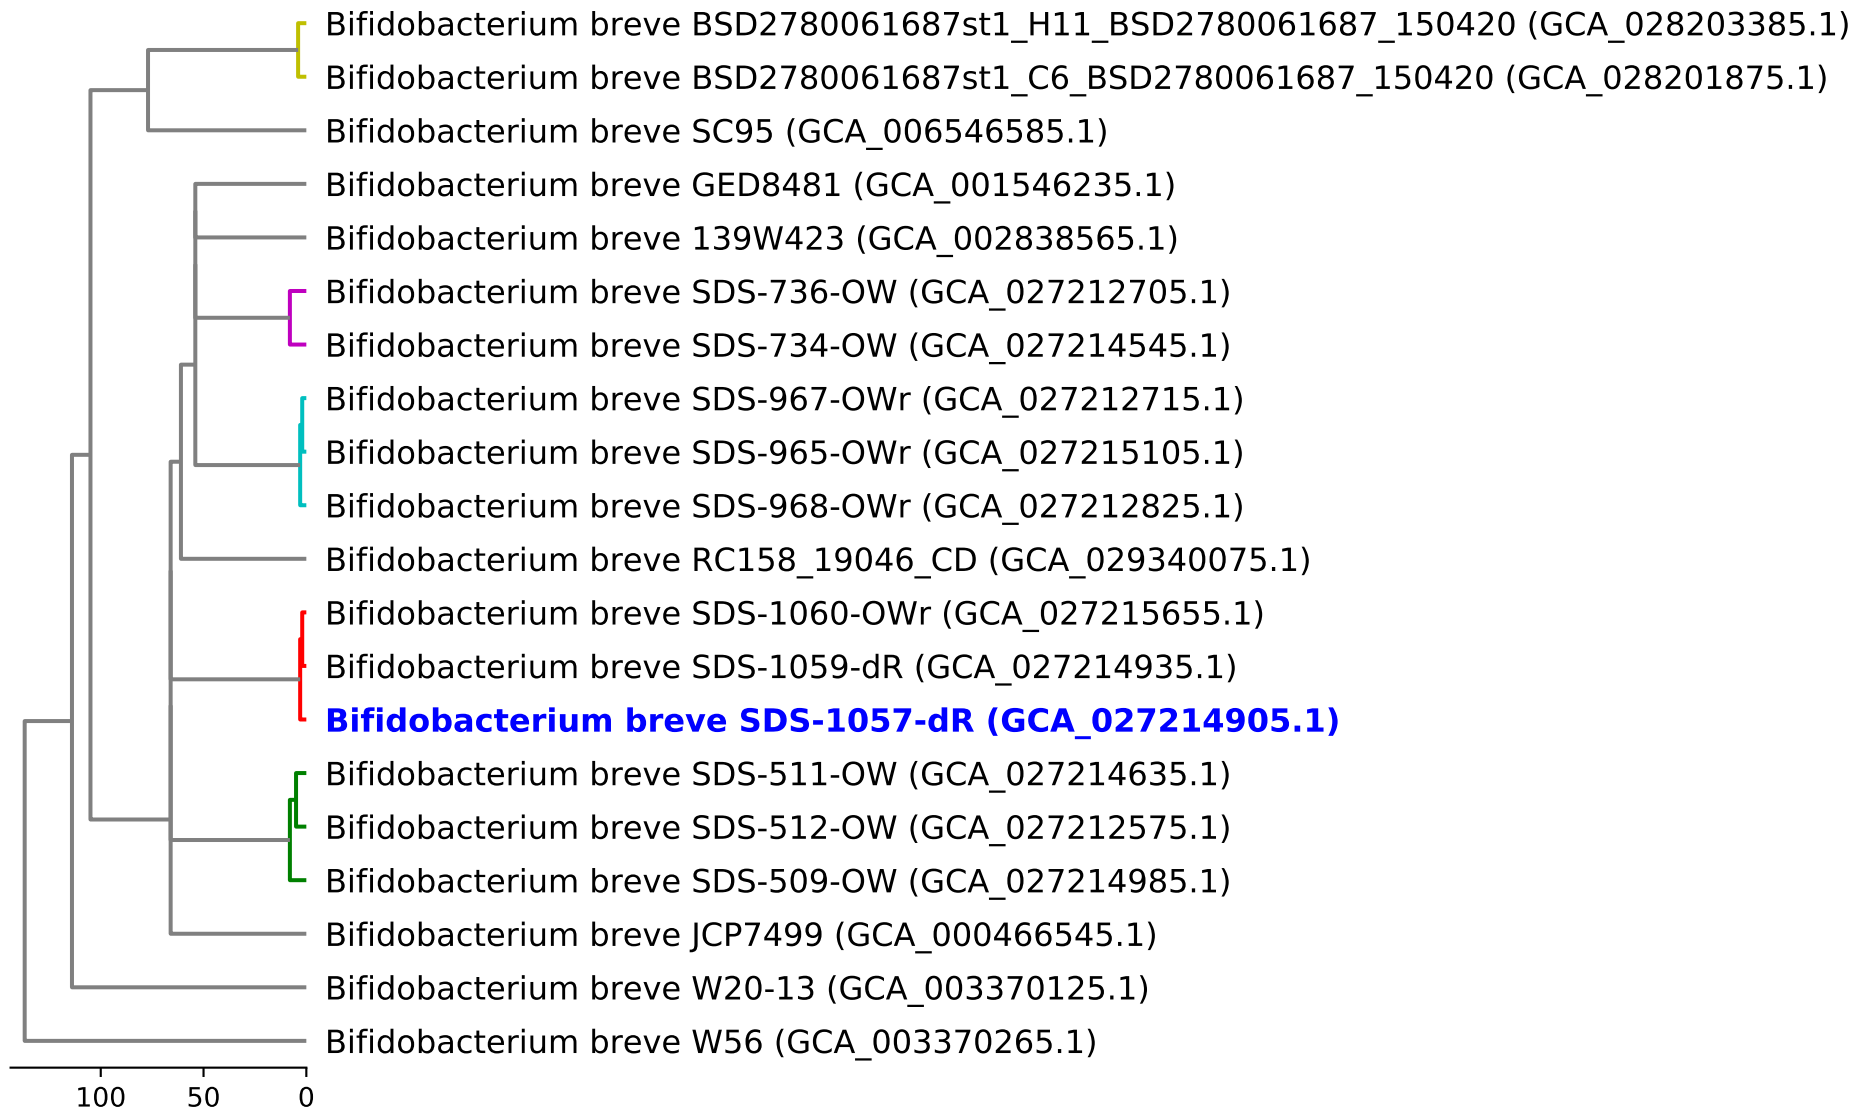 Bifidobacterium breve BSD2780061687st1_H11_BSD2780061687_150420 (GCA_028203385.1)
Bifidobacterium breve BSD2780061687st1_C6_BSD2780061687_150420 (GCA_028201875.1)
Bifidobacterium breve SC95 (GCA_006546585.1)
Bifidobacterium breve GED8481 (GCA_001546235.1)
Bifidobacterium breve 139W423 (GCA_002838565.1)
Bifidobacterium breve SDS-736-OW (GCA_027212705.1)
Bifidobacterium breve SDS-734-OW (GCA_027214545.1)
Bifidobacterium breve SDS-967-OWr (GCA_027212715.1)
Bifidobacterium breve SDS-965-OWr (GCA_027215105.1)
Bifidobacterium breve SDS-968-OWr (GCA_027212825.1)
Bifidobacterium breve RC158_19046_CD (GCA_029340075.1)
Bifidobacterium breve SDS-1060-OWr (GCA_027215655.1)
Bifidobacterium breve SDS-1059-dR (GCA_027214935.1)
Bifidobacterium breve SDS-1057-dR (GCA_027214905.1)
Bifidobacterium breve SDS-511-OW (GCA_027214635.1)
Bifidobacterium breve SDS-512-OW (GCA_027212575.1)
Bifidobacterium breve SDS-509-OW (GCA_027214985.1)
Bifidobacterium breve JCP7499 (GCA_000466545.1)
Bifidobacterium breve W20-13 (GCA_003370125.1)
Bifidobacterium breve W56 (GCA_003370265.1)
100 50 0